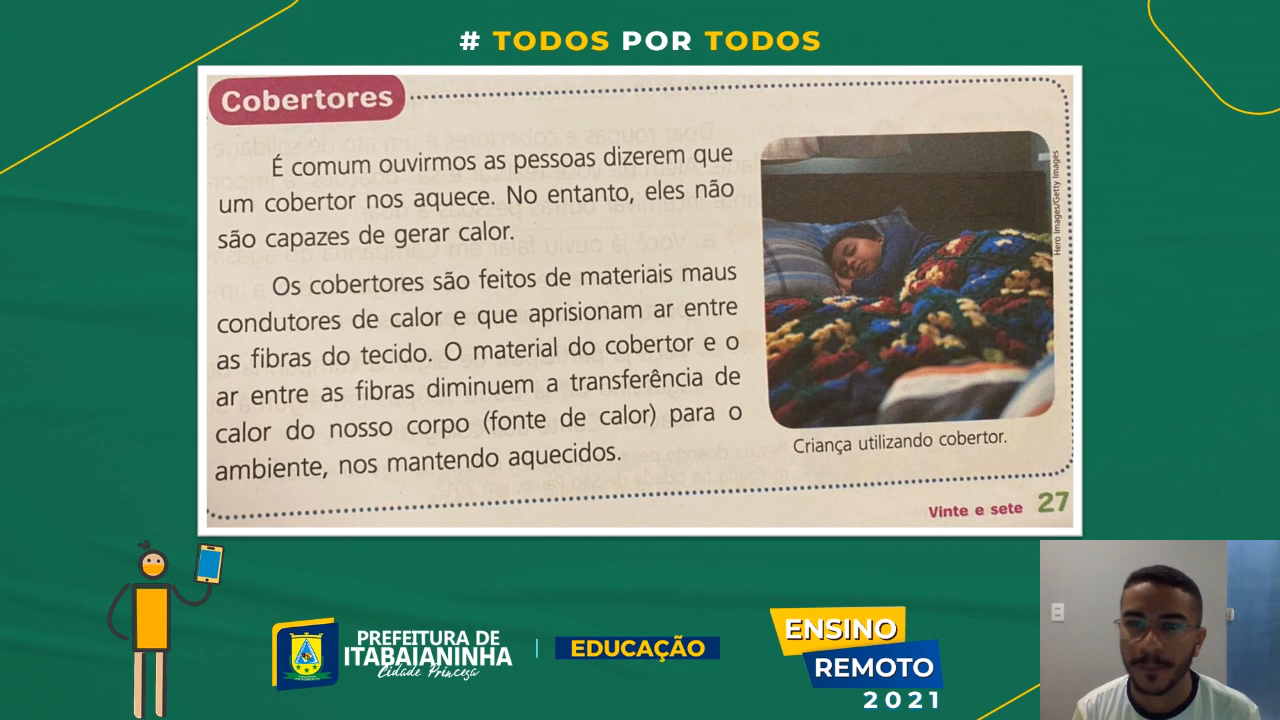 # TODOS POR TODOS
Cobertores
É comum ouvirmos as pessoas dizerem que
um cobertor nos aquece. No entanto, eles não
são capazes de gerar calor.
Os cobertores são feitos de materiais maus
condutores de calor e que aprisionam ar entre
as fibras do tecido. O material do cobertor e o
ar entre as fibras diminuem a transferência de
calor do nosso corpo (fonte de calor) para o
ambiente, nos mantendo aquecidos.
Hero Images/Getty Images
Criança utilizando cobertor.
Vinte e sete 27
PREFEITURA DE
ITABAIANINHA
Cidade Princesa
EDUCAÇÃO
ENSINO
REMOTO
2021